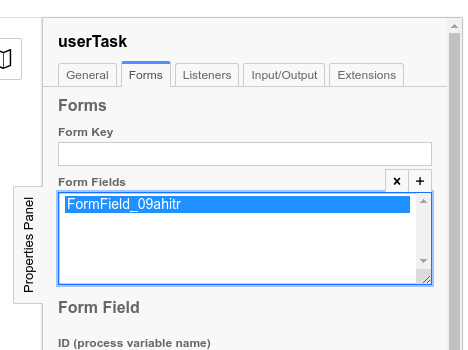 userTask
General Forms Listeners Input/Output Extensions
Forms
Form Key
Form Fields x +
FormField_09ahitr
Properties Panel
Form Field
ID (process variable name)